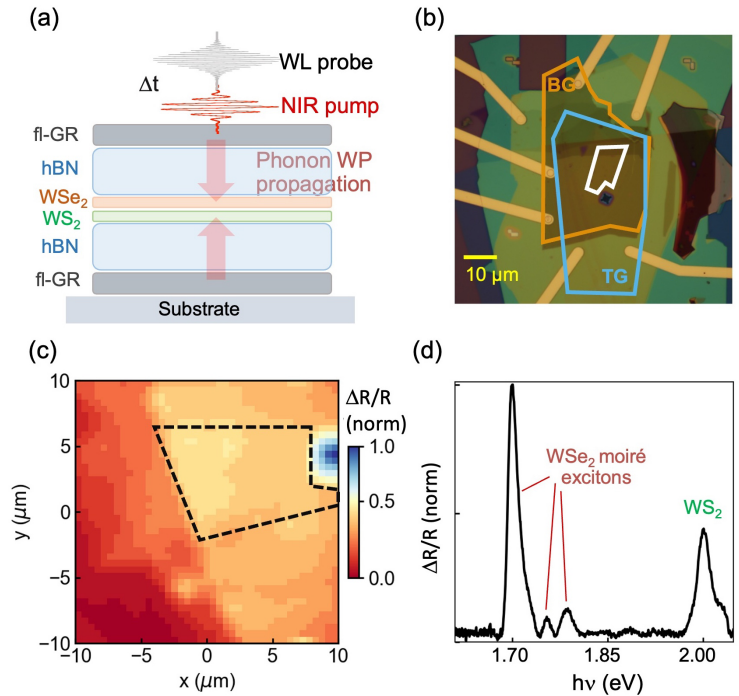 (a)
WL probe
Δt
NIR pump
fl-GR
hBN
Phonon WP
propagation
WSe₂
WS₂
hBN
fl-GR
Substrate
(b)
BG
TG
10 μm
(c)
ΔR/R
(norm)
10
5
0
−5
−10
y (μm)
−10
−5
0
5
10
x (μm)
1.0
0.5
0.0
(d)
WSe₂ moiré
excitons
WS₂
ΔR/R (norm)
1.70
1.85
2.00
hν (eV)